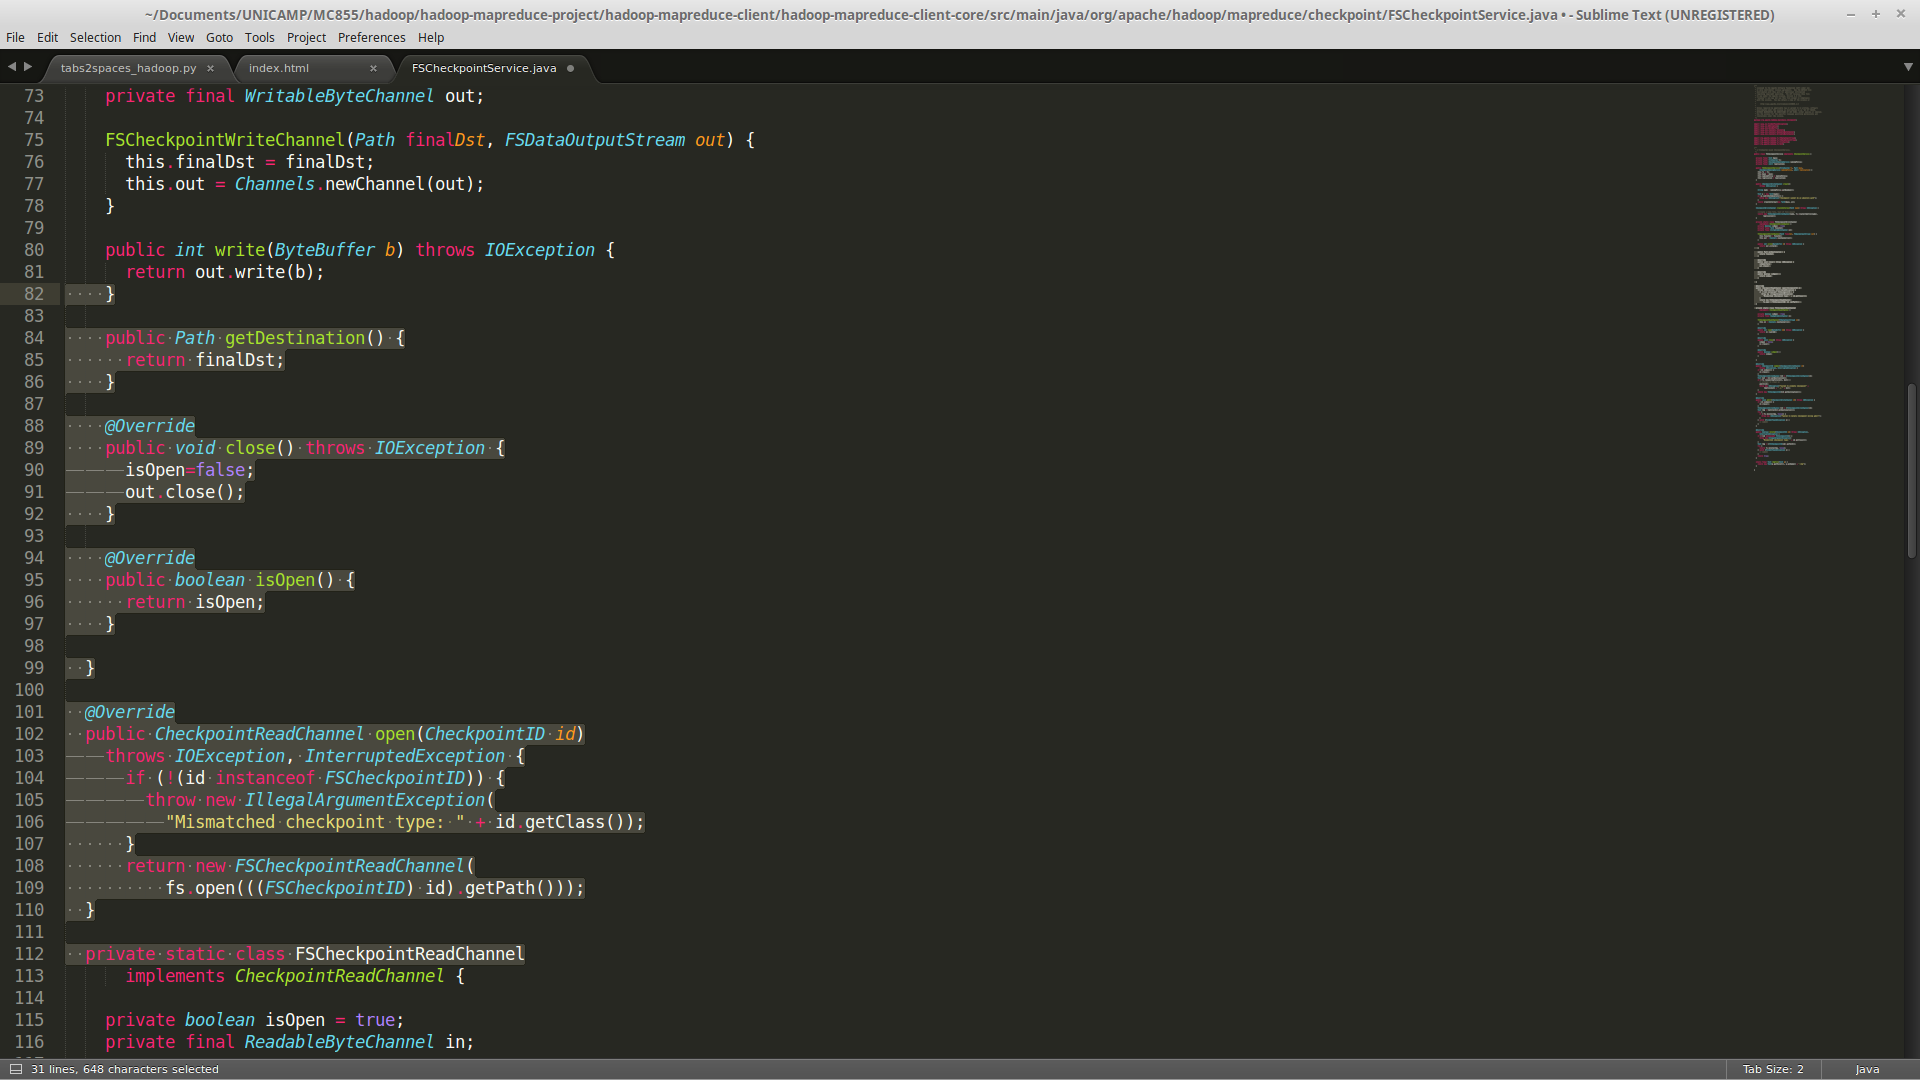 ~/Documents/UNICAMP/MC855/hadoop/hadoop-mapreduce-project/hadoop-mapreduce-client/hadoop-mapreduce-client-core/src/main/java/org/apache/hadoop/mapreduce/checkpoint/FSCheckpointService.java • - Sublime Text (UNREGISTERED)
File Edit Selection Find View Goto Tools Project Preferences Help
tabs2spaces_hadoop.py index.html FSCheckpointService.java
73 private final WritableByteChannel out;
74
75 FSCheckpointWriteChannel(Path finalDst, FSDataOutputStream out) {
76 this.finalDst = finalDst;
77 this.out = Channels.newChannel(out);
78 }
79
80 public int write(ByteBuffer b) throws IOException {
81 return out.write(b);
82 }
83
84 public Path getDestination() {
85 return finalDst;
86 }
87
88 @Override
89 public void close() throws IOException {
90 isOpen=false;
91 out.close();
92 }
93
94 @Override
95 public boolean isOpen() {
96 return isOpen;
97 }
98
99 }
100
101 @Override
102 public CheckpointReadChannel open(CheckpointID id)
103 throws IOException, InterruptedException {
104 if (!(id instanceof FSCheckpointID)) {
105 throw new IllegalArgumentException(
106 "Mismatched checkpoint type: " + id.getClass());
107 }
108 return new FSCheckpointReadChannel(
109 fs.open(((FSCheckpointID) id).getPath()));
110 }
111
112 private static class FSCheckpointReadChannel
113 implements CheckpointReadChannel {
114
115 private boolean isOpen = true;
116 private final ReadableByteChannel in;
31 lines, 648 characters selected Tab Size: 2 Java